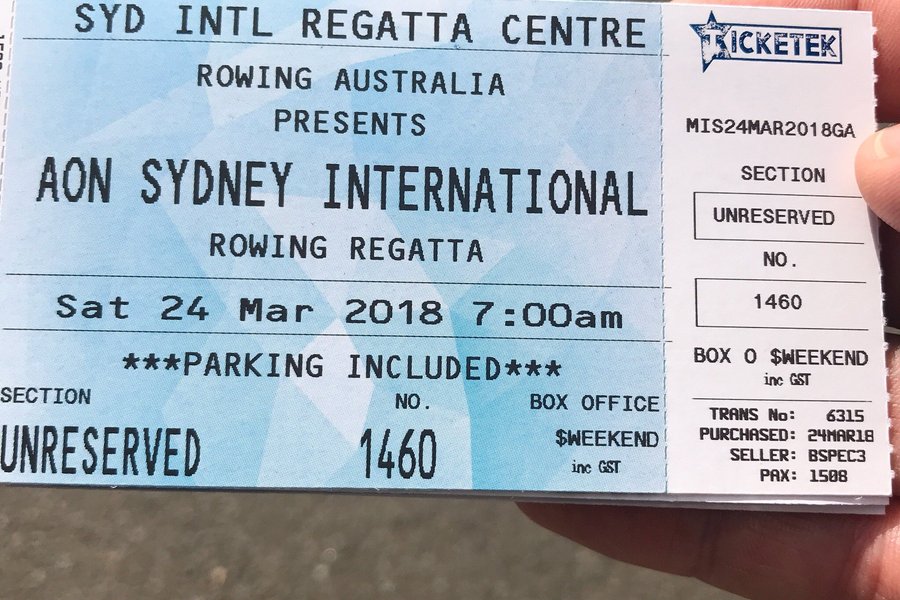 SYD INTL REGATTA CENTRE
ROWING AUSTRALIA
PRESENTS
AON SYDNEY INTERNATIONAL
ROWING REGATTA
Sat 24 Mar 2018 7:00am
***PARKING INCLUDED***
SECTION NO. BOX OFFICE
UNRESERVED 1460 $WEEKEND
inc GST
TICKETEK
MIS24MAR2018GA
SECTION
UNRESERVED
NO.
1460
BOX O $WEEKEND
inc GST
TRANS No: 6315
PURCHASED: 24MAR18
SELLER: BSPEC3
PAX: 1508